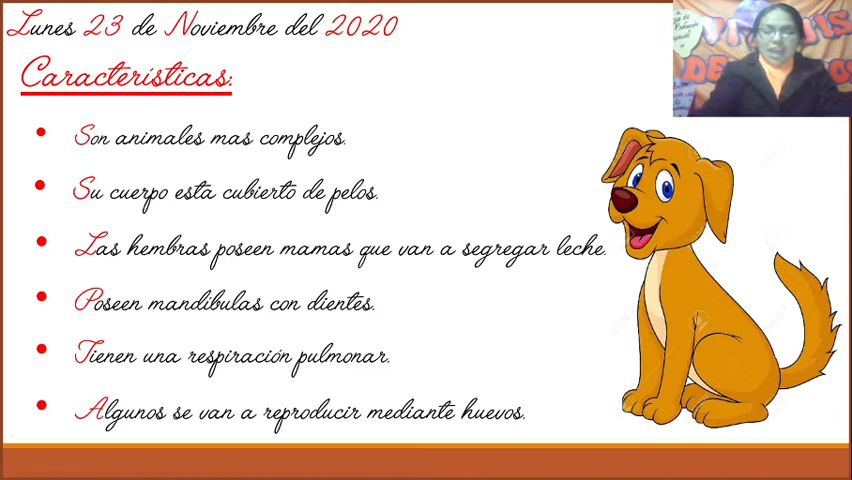 Lunes 23 de Noviembre del 2020
Características:
• Son animales mas complejos.
• Su cuerpo esta cubierto de pelos.
• Las hembras poseen mamas que van a segregar leche.
• Poseen mandibulas con dientes.
• Tienen una respiración pulmonar.
• Algunos se van a reproducir mediante huevos.